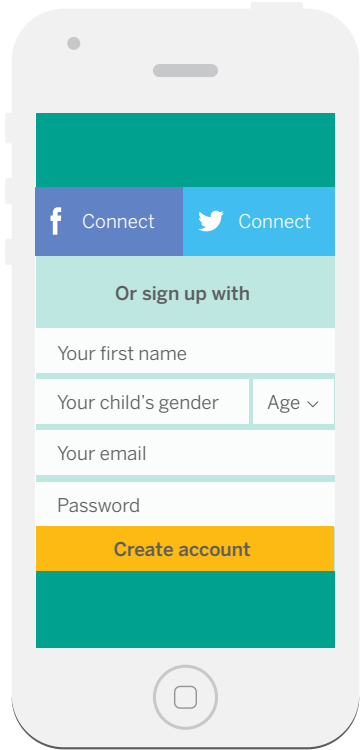 Connect Connect
Or sign up with
Your first name
Your child's gender Age
Your email
Password
Create account